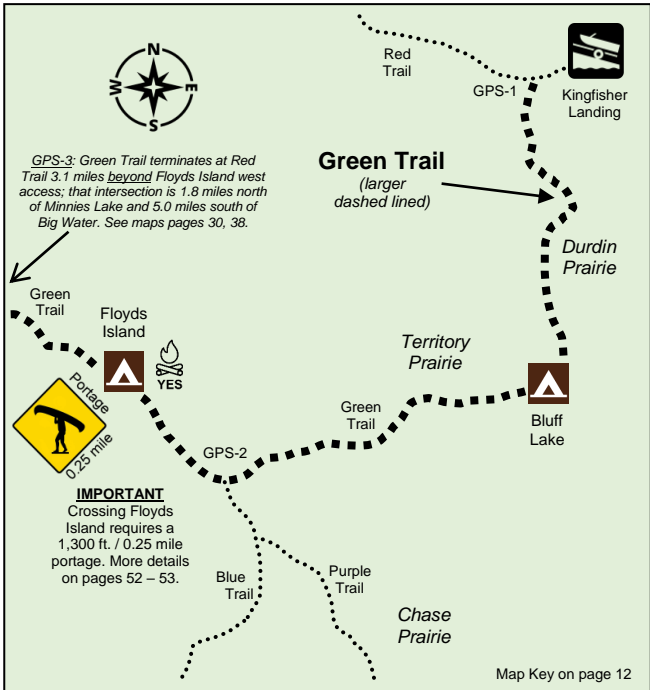 Red
Trail
GPS-1
Kingfisher
Landing
N
W
E
S
GPS-3: Green Trail terminates at Red
Trail 3.1 miles beyond Floyds Island west
access; that intersection is 1.8 miles north
of Minnies Lake and 5.0 miles south of
Big Water. See maps pages 30, 38.
Green Trail
(larger
dashed lined)
Durdin
Prairie
Green
Trail
Floyds
Island
YES
Territory
Prairie
Portage
0.25 mile
Green
Trail
Bluff
Lake
GPS-2
IMPORTANT
Crossing Floyds
Island requires a
1,300 ft. / 0.25 mile
portage. More details
on pages 52 – 53.
Blue
Trail
Purple
Trail
Chase
Prairie
Map Key on page 12